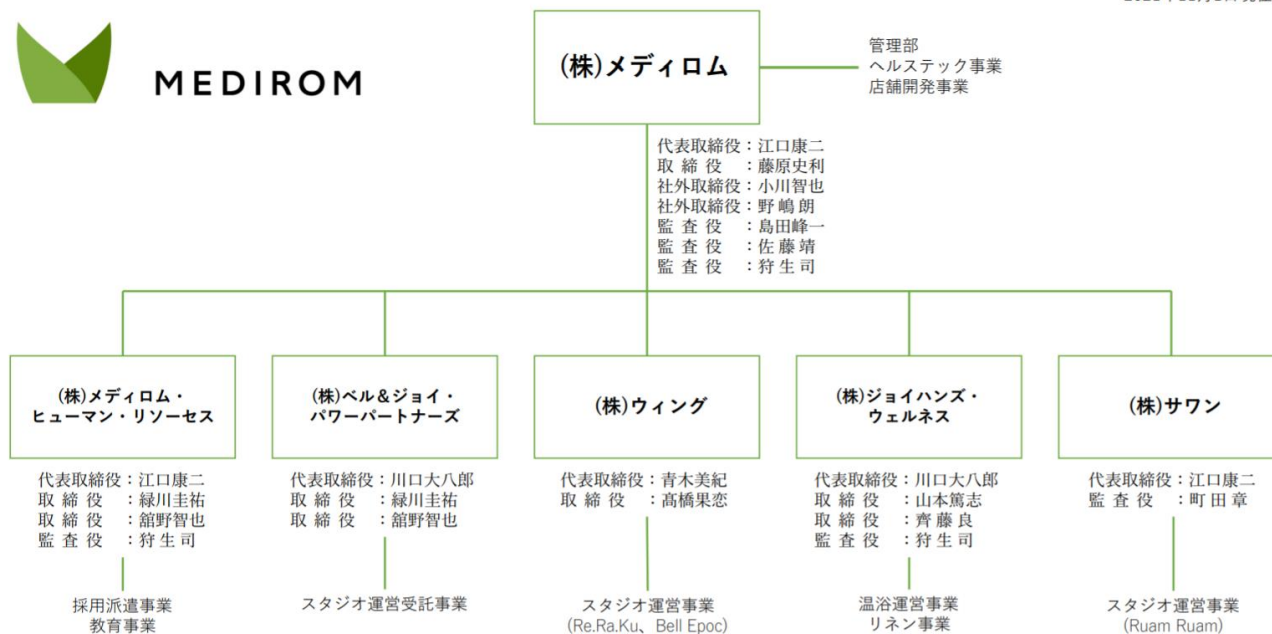 MEDIROM
(株)メディロム
管理部
ヘルステック事業
店舗開発事業
代表取締役：江口康二
取 締 役 ：藤原史利
社外取締役：小川智也
社外取締役：野 嶋 朗
監 査 役 ：島田峰一
監 査 役 ：佐 藤 靖
監 査 役 ：狩 生 司
(株)メディロム・
ヒューマン・リソーセス
代表取締役：江口康二
取 締 役 ：緑川圭祐
取 締 役 ：舘野智也
監 査 役 ：狩 生 司
採用派遣事業
教育事業
(株)ベル＆ジョイ・
パワーパートナーズ
代表取締役：川口大八郎
取 締 役 ：緑川圭祐
取 締 役 ：舘野智也
スタジオ運営受託事業
(株)ウィング
代表取締役：青木美紀
取 締 役 ：髙橋果恋
スタジオ運営事業
(Re.Ra.Ku、Bell Epoc)
(株)ジョイハンズ・
ウェルネス
代表取締役：川口大八郎
取 締 役 ：山本篤志
取 締 役 ：齊 藤 良
監 査 役 ：狩 生 司
温浴運営事業
リネン事業
(株)サワン
代表取締役：江口康二
監 査 役 ：町 田 章
スタジオ運営事業
(Ruam Ruam)